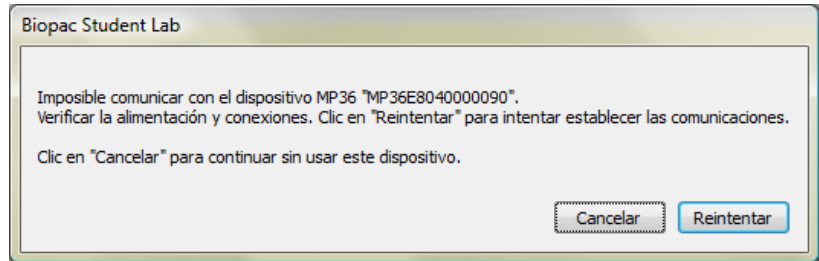 Biopac Student Lab
Imposible comunicar con el dispositivo MP36 "MP36E8040000090".
Verificar la alimentación y conexiones. Clic en "Reintentar" para intentar establecer las comunicaciones.
Clic en "Cancelar" para continuar sin usar este dispositivo.
Cancelar Reintentar